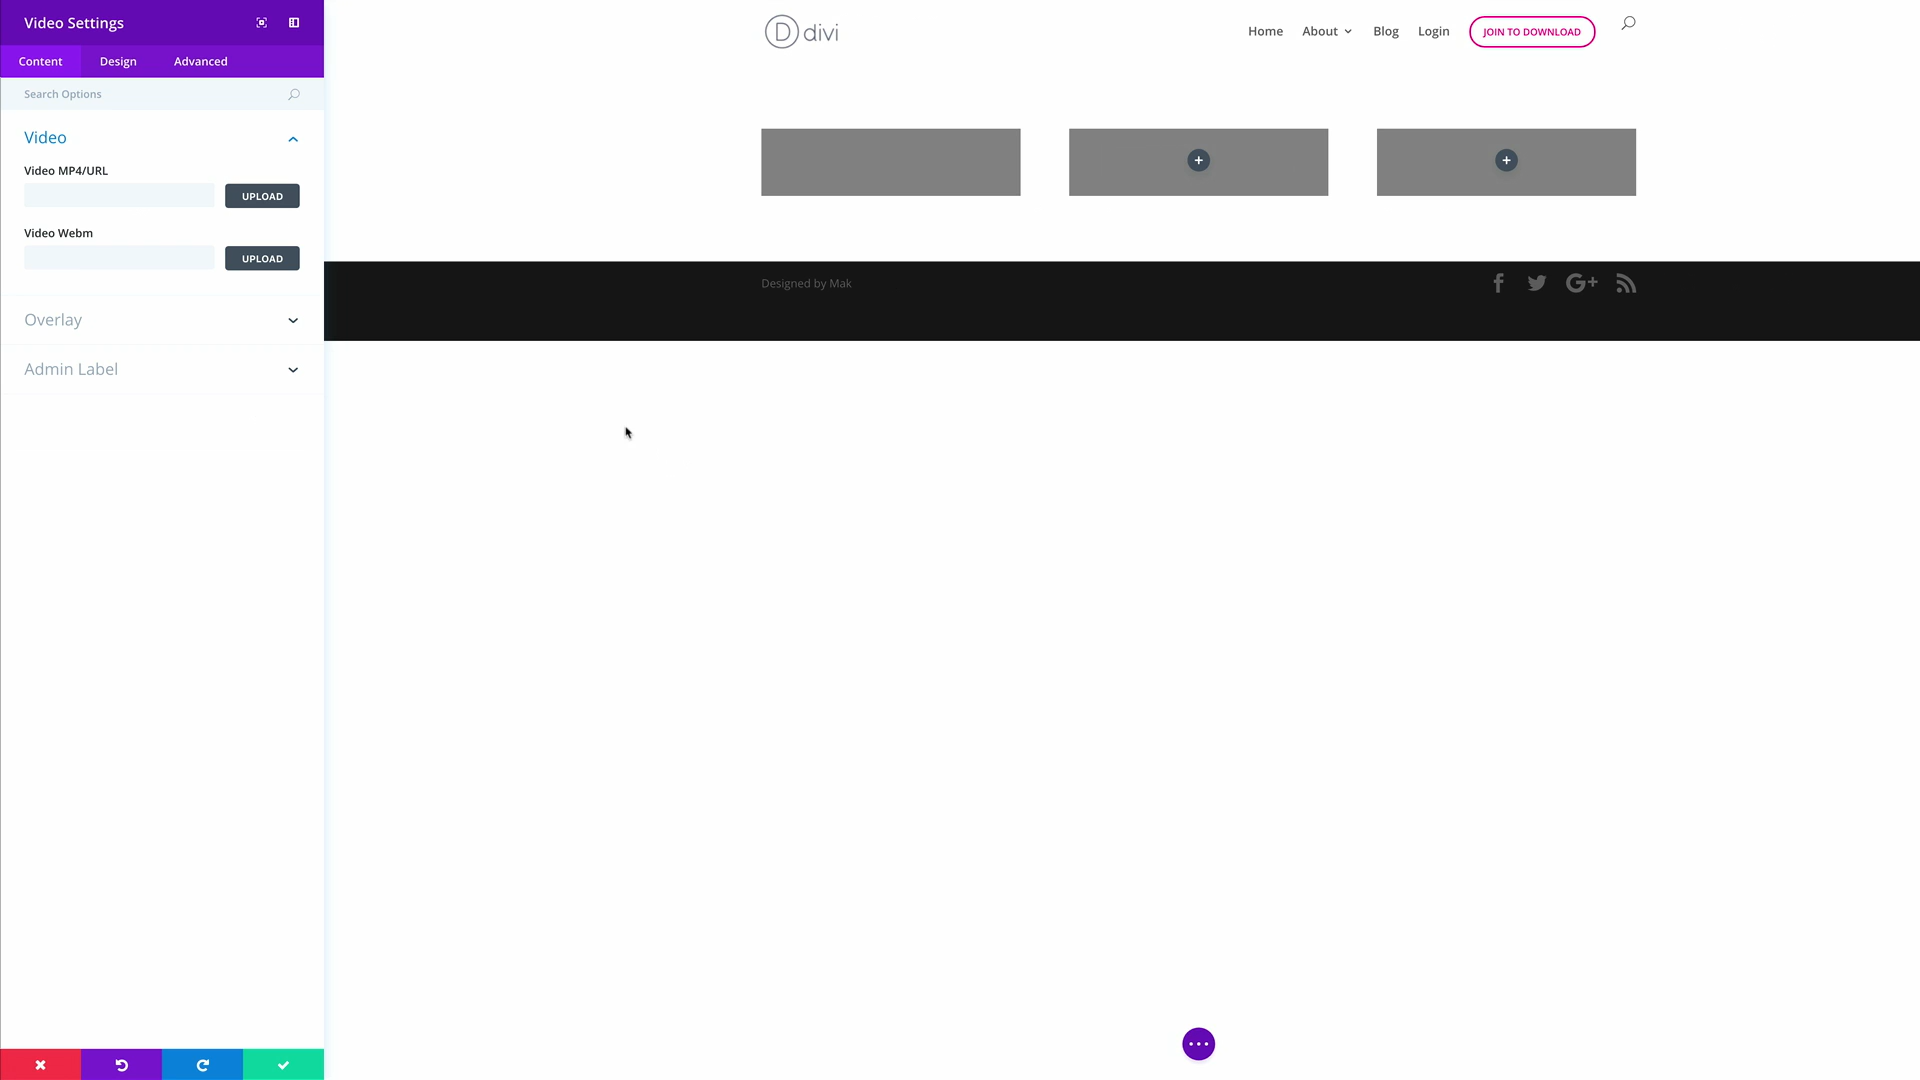 Video Settings
Content Design Advanced
Search Options
Video
Video MP4/URL
UPLOAD
Video Webm
UPLOAD
Overlay
Admin Label
D divi
Home About Blog Login JOIN TO DOWNLOAD
Designed by Mak